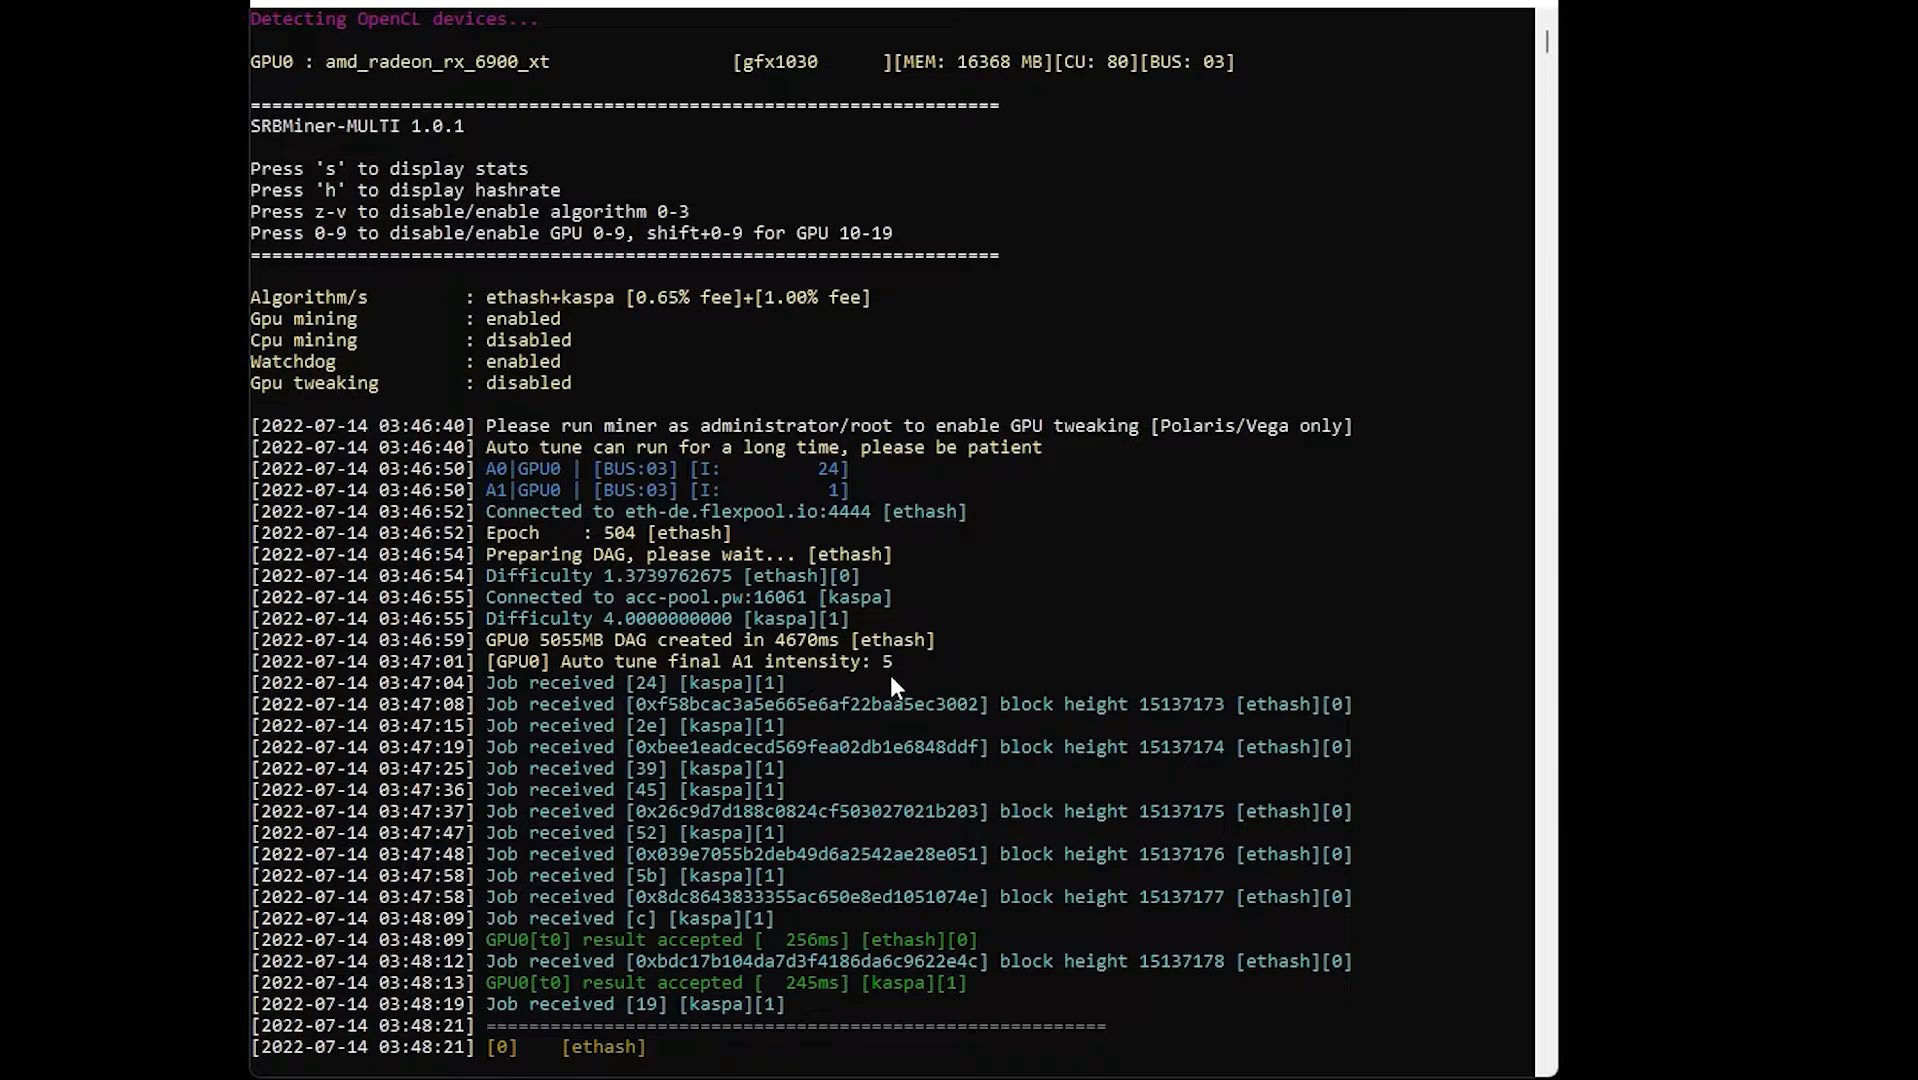 Detecting OpenCL devices...
GPU0 : amd_radeon_rx_6900_xt [gfx1030 ][MEM: 16368 MB][CU: 80][BUS: 03]
======================================================================
SRBMiner-MULTI 1.0.1
Press 's' to display stats
Press 'h' to display hashrate
Press z-v to disable/enable algorithm 0-3
Press 0-9 to disable/enable GPU 0-9, shift+0-9 for GPU 10-19
======================================================================
Algorithm/s : ethash+kaspa [0.65% fee]+[1.00% fee]
Gpu mining : enabled
Cpu mining : disabled
Watchdog : enabled
Gpu tweaking : disabled
[2022-07-14 03:46:40] Please run miner as administrator/root to enable GPU tweaking [Polaris/Vega only]
[2022-07-14 03:46:40] Auto tune can run for a long time, please be patient
[2022-07-14 03:46:50] A0|GPU0 | [BUS:03] [I: 24]
[2022-07-14 03:46:50] A1|GPU0 | [BUS:03] [I: 1]
[2022-07-14 03:46:52] Connected to eth-de.flexpool.io:4444 [ethash]
[2022-07-14 03:46:52] Epoch : 504 [ethash]
[2022-07-14 03:46:54] Preparing DAG, please wait... [ethash]
[2022-07-14 03:46:54] Difficulty 1.3739762675 [ethash][0]
[2022-07-14 03:46:55] Connected to acc-pool.pw:16061 [kaspa]
[2022-07-14 03:46:55] Difficulty 4.0000000000 [kaspa][1]
[2022-07-14 03:46:59] GPU0 5055MB DAG created in 4670ms [ethash]
[2022-07-14 03:47:01] [GPU0] Auto tune final A1 intensity: 5
[2022-07-14 03:47:04] Job received [24] [kaspa][1]
[2022-07-14 03:47:08] Job received [0xf58bcac3a5e665e6af22baa5ec3002] block height 15137173 [ethash][0]
[2022-07-14 03:47:15] Job received [2e] [kaspa][1]
[2022-07-14 03:47:19] Job received [0xbee1eadcecd569fea02db1e6848ddf] block height 15137174 [ethash][0]
[2022-07-14 03:47:25] Job received [39] [kaspa][1]
[2022-07-14 03:47:36] Job received [45] [kaspa][1]
[2022-07-14 03:47:37] Job received [0x26c9d7d188c0824cf503027021b203] block height 15137175 [ethash][0]
[2022-07-14 03:47:47] Job received [52] [kaspa][1]
[2022-07-14 03:47:48] Job received [0x039e7055b2deb49d6a2542ae28e051] block height 15137176 [ethash][0]
[2022-07-14 03:47:58] Job received [5b] [kaspa][1]
[2022-07-14 03:47:58] Job received [0x8dc8643833355ac650e8ed1051074e] block height 15137177 [ethash][0]
[2022-07-14 03:48:09] Job received [c] [kaspa][1]
[2022-07-14 03:48:09] GPU0[t0] result accepted [ 256ms] [ethash][0]
[2022-07-14 03:48:12] Job received [0xbdc17b104da7d3f4186da6c9622e4c] block height 15137178 [ethash][0]
[2022-07-14 03:48:13] GPU0[t0] result accepted [ 245ms] [kaspa][1]
[2022-07-14 03:48:19] Job received [19] [kaspa][1]
[2022-07-14 03:48:21] ==========================================================
[2022-07-14 03:48:21] [0] [ethash]